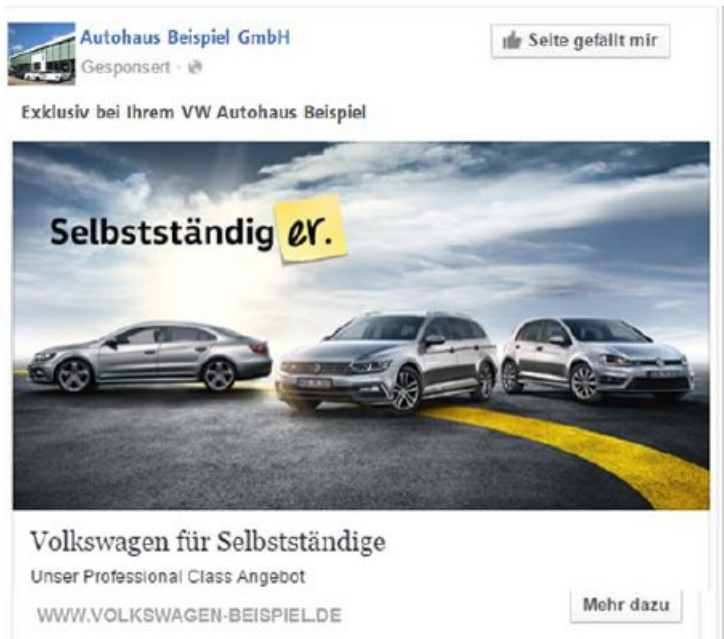 Autohaus Beispiel GmbH
Seite gefallt mir
Gesponsert ·
Exklusiv bei Ihrem VW Autohaus Beispiel
Selbstständig er.
Volkswagen für Selbstständige
Unser Professional Class Angebot
Mehr dazu
WWW.VOLKSWAGEN-BEISPIEL.DE